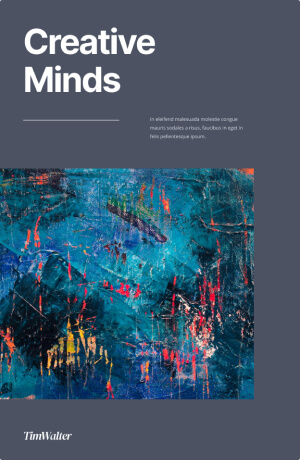 Creative
Minds
In eleifend malesuada molestie congue
mauris sodales a risus, faucibus in eget in
felis pellentesque ipsum.
TimWalter